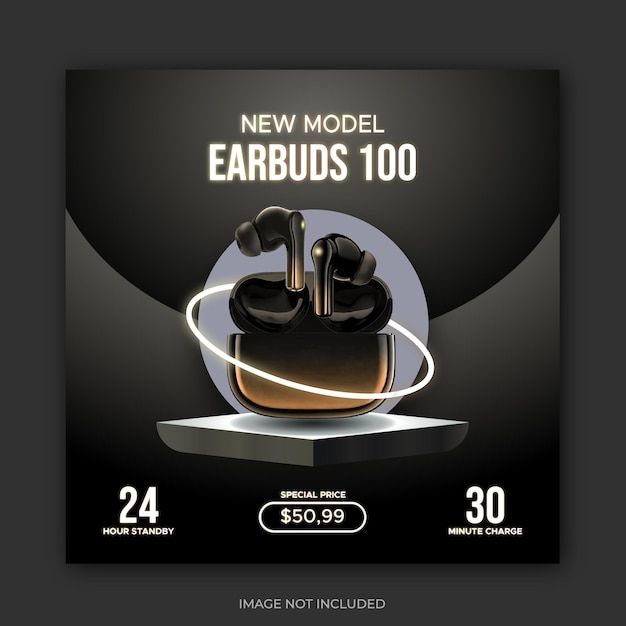 NEW MODEL
EARBUDS 100
24
HOUR STANDBY
SPECIAL PRICE
$50,99
30
MINUTE CHARGE
IMAGE NOT INCLUDED